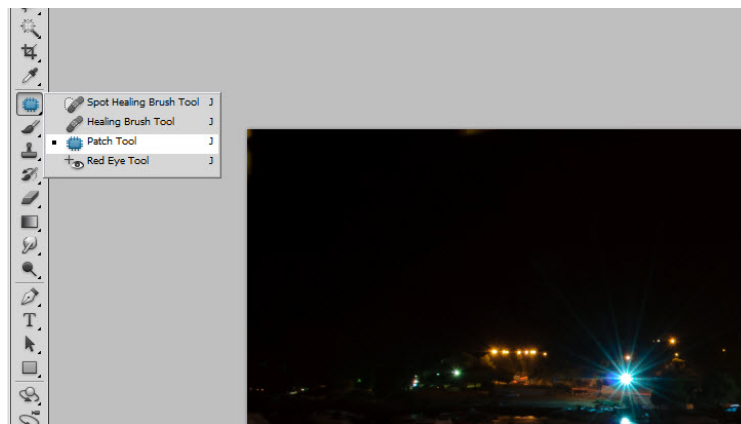 Spot Healing Brush Tool J
Healing Brush Tool J
Patch Tool J
Red Eye Tool J
T